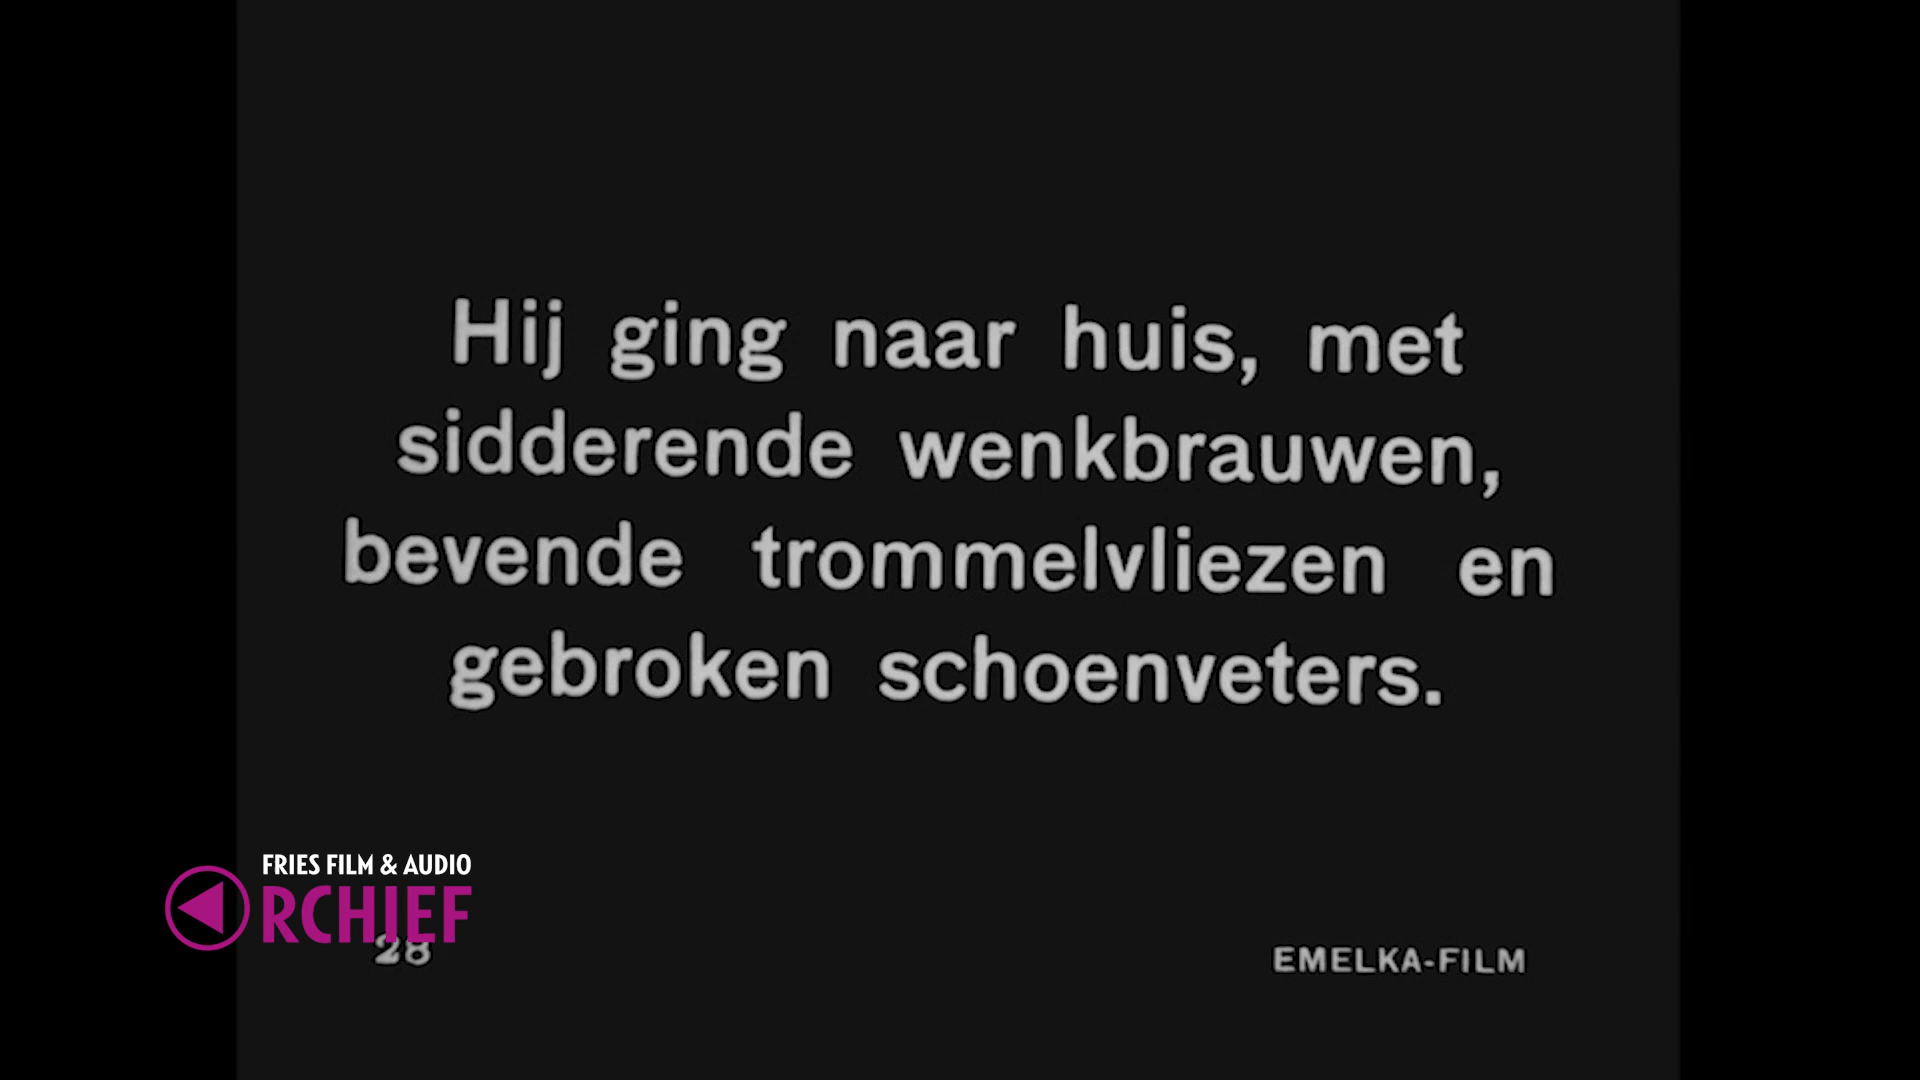 Hij ging naar huis, met
sidderende wenkbrauwen,
bevende trommelvliezen en
gebroken schoenveters.
FRIES FILM & AUDIO
RCHIEF
28
EMELKA-FILM